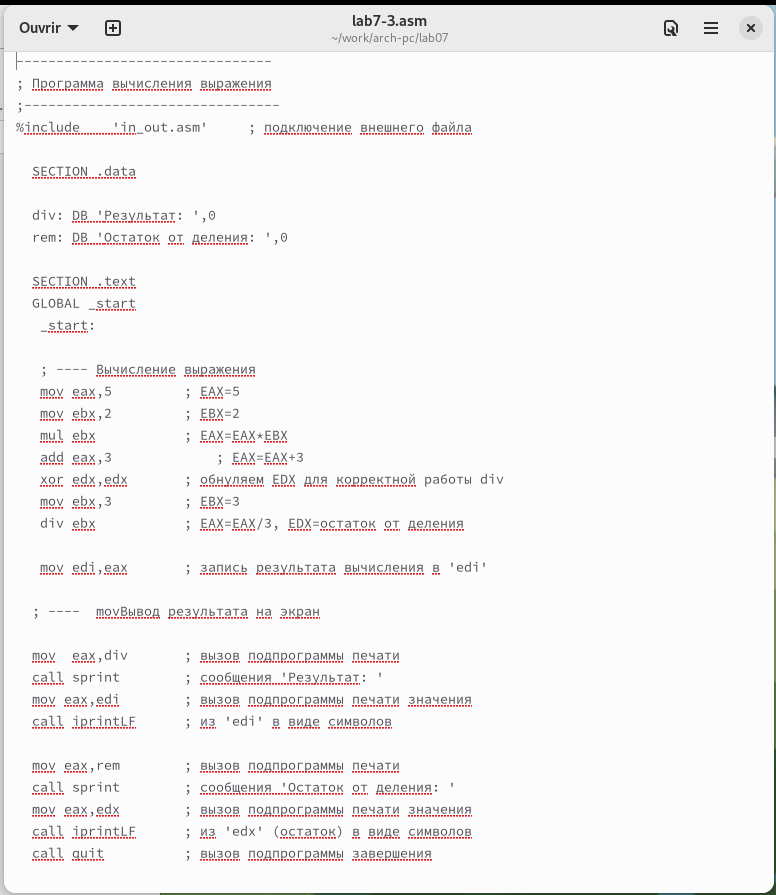 Ouvrir
lab7-3.asm
~/work/arch-pc/lab07
;--------------------------------
; Программа вычисления выражения
;--------------------------------
%include    'in_out.asm'     ; подключение внешнего файла
SECTION .data
div: DB 'Результат: ',0
rem: DB 'Остаток от деления: ',0
SECTION .text
GLOBAL _start
_start:
; ---- Вычисление выражения
mov eax,5         ; EAX=5
mov ebx,2         ; EBX=2
mul ebx           ; EAX=EAX*EBX
add eax,3             ; EAX=EAX+3
xor edx,edx       ; обнуляем EDX для корректной работы div
mov ebx,3         ; EBX=3
div ebx           ; EAX=EAX/3, EDX=остаток от деления
mov edi,eax       ; запись результата вычисления в 'edi'
; ----  movВывод результата на экран
mov  eax,div       ; вызов подпрограммы печати
call sprint        ; сообщения 'Результат: '
mov eax,edi        ; вызов подпрограммы печати значения
call iprintLF      ; из 'edi' в виде символов
mov eax,rem        ; вызов подпрограммы печати
call sprint        ; сообщения 'Остаток от деления: '
mov eax,edx        ; вызов подпрограммы печати значения
call iprintLF      ; из 'edx' (остаток) в виде символов
call quit          ; вызов подпрограммы завершения